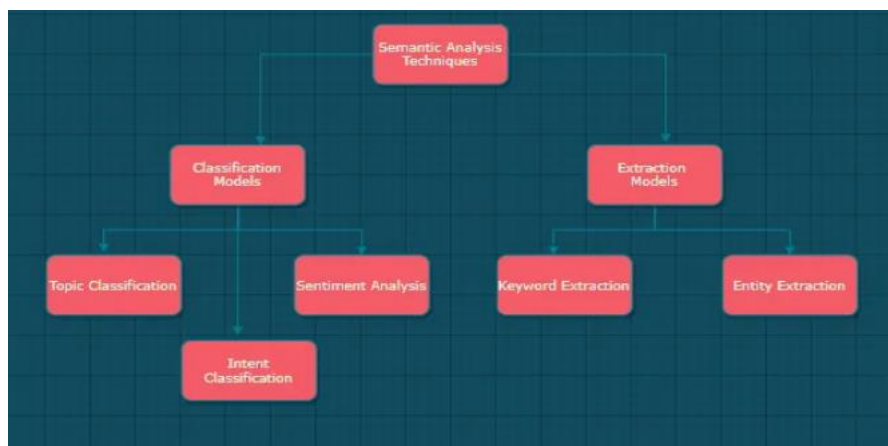 Semantic Analysis
Techniques
Classification
Models
Extraction
Models
Topic Classification
Sentiment Analysis
Keyword Extraction
Entity Extraction
Intent
Classification